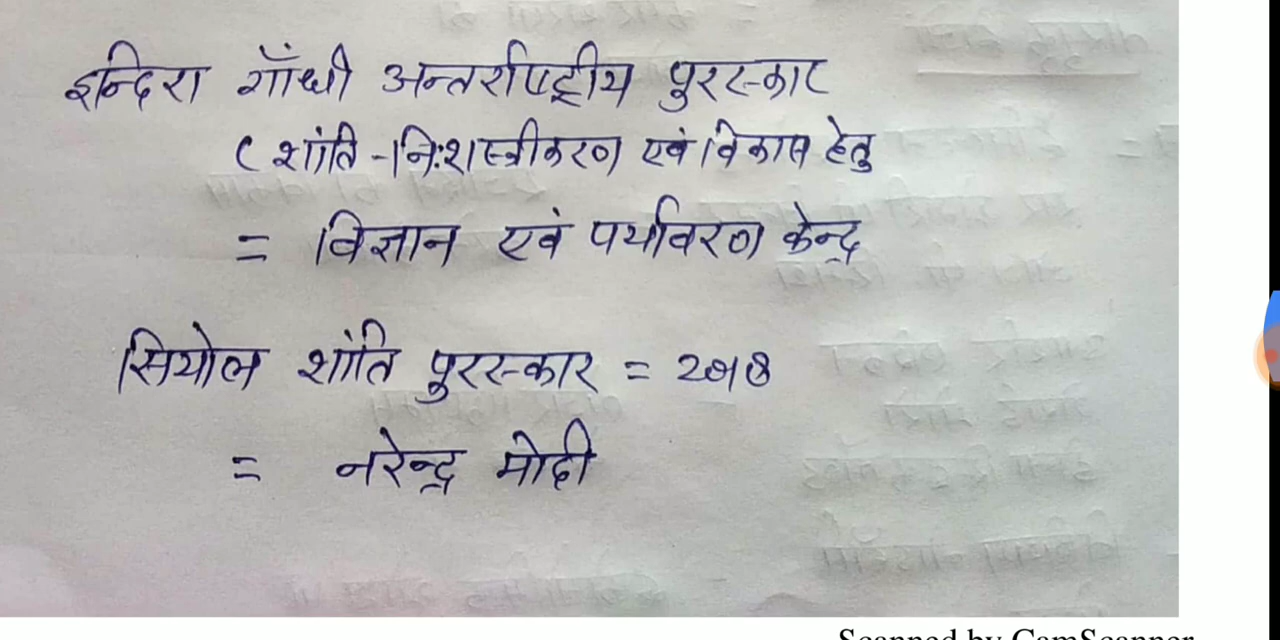 इन्दिरा गाँधी अन्तर्राष्ट्रीय पुरस्कार
( शांति - निःशस्त्रीकरण एवं विकास हेतु
= विज्ञान एवं पर्यावरण केन्द्र
सियोल शांति पुरस्कार = 2018
= नरेन्द्र मोदी
Scanned by CamScanner